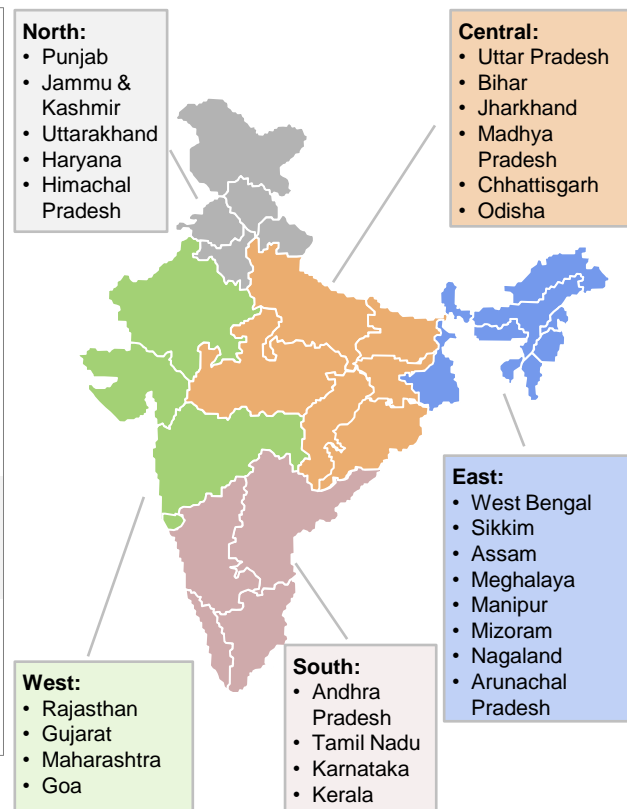 North:
• Punjab
• Jammu &
Kashmir
• Uttarakhand
• Haryana
• Himachal
Pradesh
Central:
• Uttar Pradesh
• Bihar
• Jharkhand
• Madhya
Pradesh
• Chhattisgarh
• Odisha
East:
• West Bengal
• Sikkim
• Assam
• Meghalaya
• Manipur
• Mizoram
• Nagaland
• Arunachal
Pradesh
West:
• Rajasthan
• Gujarat
• Maharashtra
• Goa
South:
• Andhra
Pradesh
• Tamil Nadu
• Karnataka
• Kerala